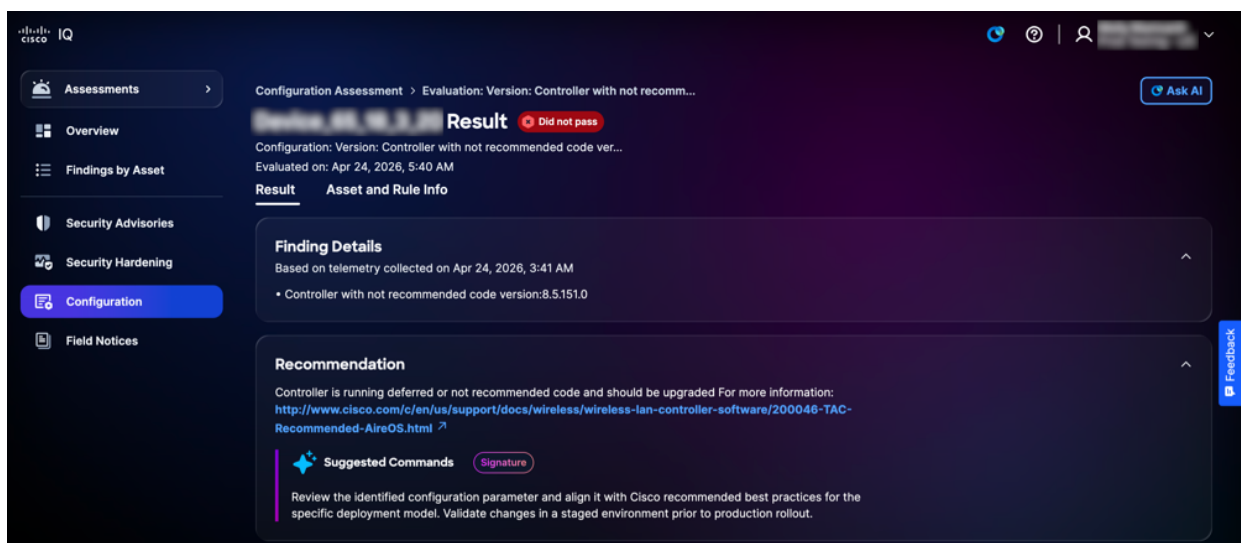 cisco IQ
Assessments
Overview
Findings by Asset
Security Advisories
Security Hardening
Configuration
Field Notices
Configuration Assessment > Evaluation: Version: Controller with not recomm...
Ask AI
Result Did not pass
Configuration: Version: Controller with not recommended code ver...
Evaluated on: Apr 24, 2026, 5:40 AM
Result Asset and Rule Info
Finding Details
Based on telemetry collected on Apr 24, 2026, 3:41 AM
• Controller with not recommended code version:8.5.151.0
Recommendation
Controller is running deferred or not recommended code and should be upgraded For more information:
http://www.cisco.com/c/en/us/support/docs/wireless/wireless-lan-controller-software/200046-TAC-
Recommended-AireOS.html
Suggested Commands Signature
Review the identified configuration parameter and align it with Cisco recommended best practices for the
specific deployment model. Validate changes in a staged environment prior to production rollout.
Feedback